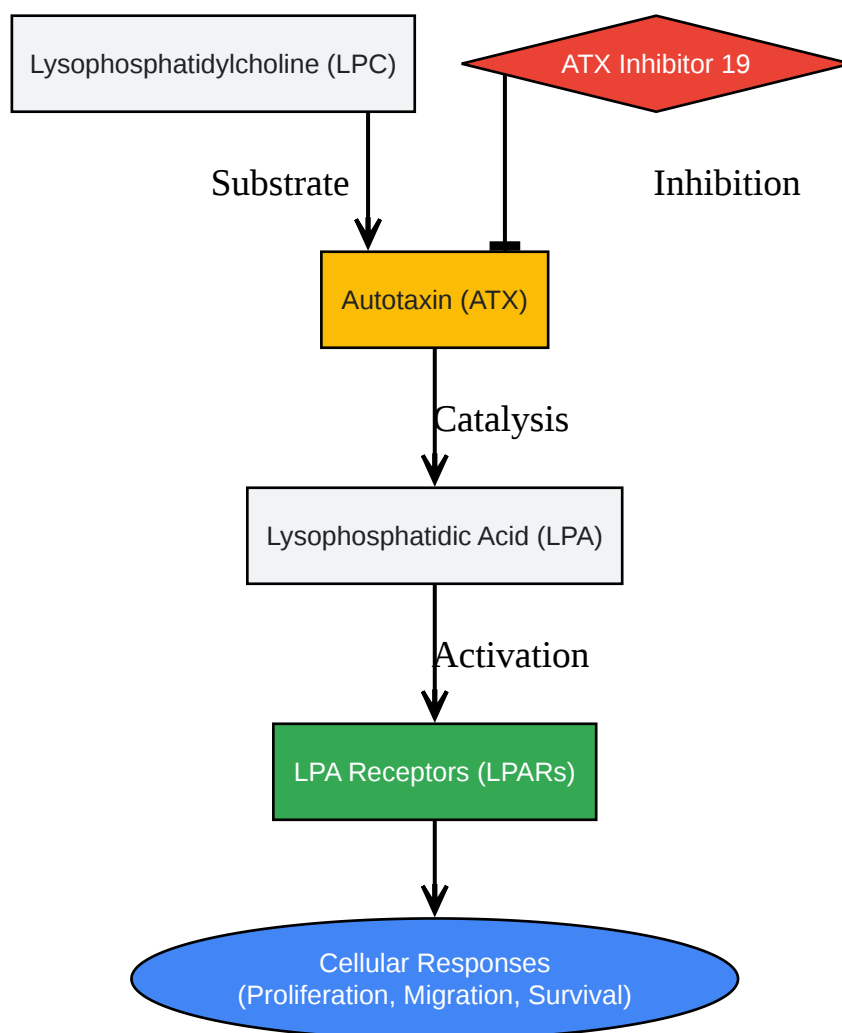 Lysophosphatidylcholine (LPC)
ATX Inhibitor 19
Substrate
Inhibition
Autotaxin (ATX)
Catalysis
Lysophosphatidic Acid (LPA)
Activation
LPA Receptors (LPARs)
Cellular Responses
(Proliferation, Migration, Survival)